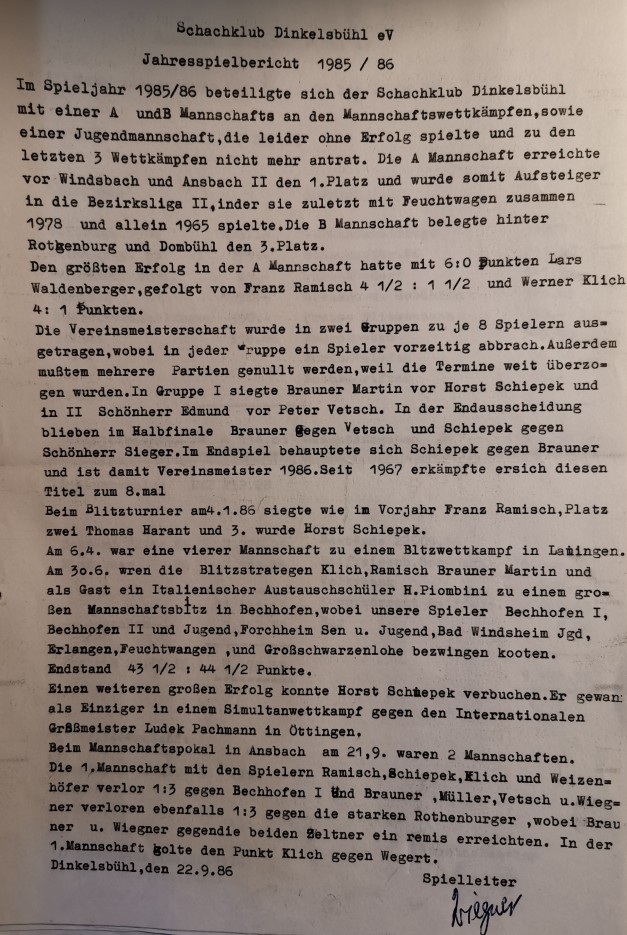 Schachklub Dinkelsbühl eV
Jahresspielbericht 1985 / 86
Im Spieljahr 1985/86 beteiligte sich der Schachklub Dinkelsbühl
mit einer A undB Mannschafts an den Mannschaftswettkämpfen,sowie
einer Jugendmannschaft,die leider ohne Erfolg spielte und zu den
letzten 3 Wettkämpfen nicht mehr antrat. Die A Mannschaft erreichte
vor Windsbach und Ansbach II den 1.Platz und wurde somit Aufsteiger
in die Bezirksliga II,inder sie zuletzt mit Feuchtwagen zusammen
1978 und allein 1965 spielte.Die B Mannschaft belegte hinter
Rothenburg und Dombühl den 3.Platz.
Den größten Erfolg in der A Mannschaft hatte mit 6:0 Punkten Lars
Waldenberger,gefolgt von Franz Ramisch 4 1/2 : 1 1/2 und Werner Klich
4: 1 Punkten.
Die Vereinsmeisterschaft wurde in zwei Gruppen zu je 8 Spielern aus=
getragen,wobei in jeder Gruppe ein Spieler vorzeitig abbrach.Außerdem
mußtem mehrere Partien genullt werden,weil die Termine weit überzo=
gen wurden.In Gruppe I siegte Brauner Martin vor Horst Schiepek und
in II Schönherr Edmund vor Peter Vetsch. In der Endausscheidung
blieben im Halbfinale Brauner gegen Vetsch und Schiepek gegen
Schönherr Sieger.Im Endspiel behauptete sich Schiepek gegen Brauner
und ist damit Vereinsmeister 1986.Seit 1967 erkämpfte ersich diesen
Titel zum 8.mal
Beim Blitzturnier am4.1.86 siegte wie im Vorjahr Franz Ramisch,Platz
zwei Thomas Harant und 3. wurde Horst Schiepek.
Am 6.4. war eine vierer Mannschaft zu einem Bltzwettkampf in
Am 3o.6. wren die Blitzstrategen Klich,Ramisch Brauner Martin und
als Gast ein Italienischer Austauschschüler H.Piombini zu einem gro=
ßen Mannschaftsbitz in Bechhofen,wobei unsere Spieler Bechhofen I,
Bechhofen II und Jugend,Forchheim Sen u. Jugend,Bad Windsheim Jgd,
Erlangen,Feuchtwangen ,und Großschwarzenlohe bezwingen kooten.
Endstand 43 1/2 : 44 1/2 Punkte.
Einen weiteren großen Erfolg konnte Horst Schiepek verbuchen.Er gewan
als Einziger in einem Simultanwettkampf gegen den Internationalen
Großmeister Ludek Pachmann in Öttingen.
Beim Mannschaftspokal in Ansbach am 21,9. waren 2 Mannschaften.
Die 1.Mannschaft mit den Spielern Ramisch,Schiepek,Klich und Weizen=
höfer verlor 1:3 gegen Bechhofen I und Brauner ,Müller,Vetsch u.Wieg=
ner verloren ebenfalls 1:3 gegen die starken Rothenburger ,wobei Brau
ner u. Wiegner gegendie beiden Zeltner ein remis erreichten. In der
1.Mannschaft holte den Punkt Klich gegen Wegert.
Dinkelsbühl,den 22.9.86
Spielleiter
Wiegner